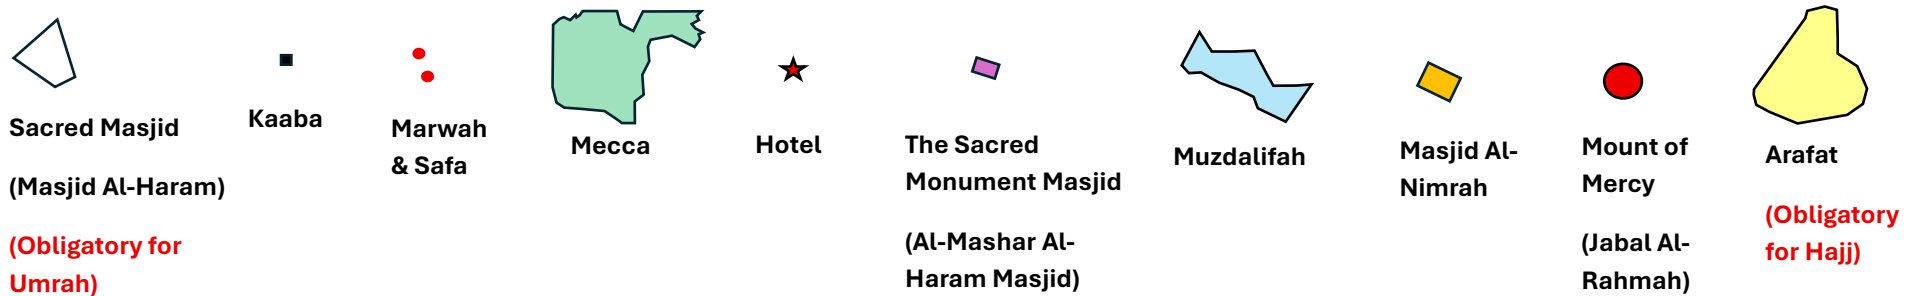 Sacred Masjid
(Masjid Al-Haram)
(Obligatory for
Umrah)
Kaaba
Marwah
& Safa
Mecca
Hotel
The Sacred
Monument Masjid
(Al-Mashar Al-
Haram Masjid)
Muzdalifah
Masjid Al-
Nimrah
Mount of
Mercy
(Jabal Al-
Rahmah)
Arafat
(Obligatory
for Hajj)